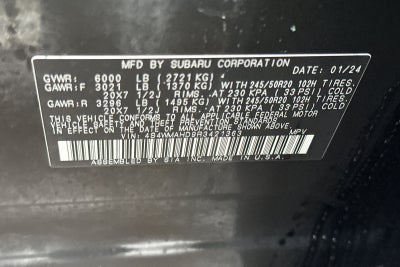 MFD. BY SUBARU CORPORATION DATE: 01/24
GVWR: 6000 LB (2721 KG)
GAWR:F 3021 LB (1370 KG) WITH 245/50R20 102H TIRES.
20X7 1/2J RIMS. AT 230 KPA (33 PSI) COLD
GAWR:R 3296 LB (1495 KG) WITH 245/50R20 102H TIRES.
20X7 1/2J RIMS. AT 230 KPA (33 PSI) COLD
THIS VEHICLE CONFORMS TO ALL APPLICABLE FEDERAL MOTOR
VEHICLE SAFETY AND THEFT PREVENTION STANDARDS
IN EFFECT ON THE DATE OF MANUFACTURE SHOWN ABOVE.
VIN: 4S4WMAHD9R3421363 MPV
ASSEMBLED BY SIA, INC. MADE IN U.S.A.